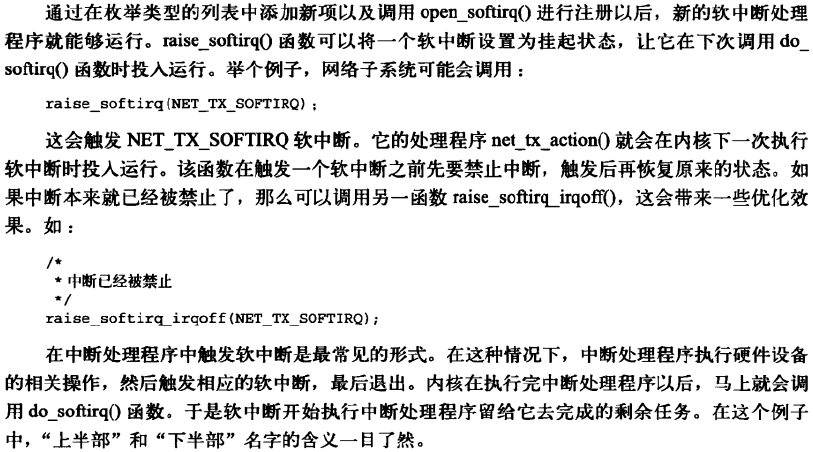 通过在枚举类型的列表中添加新项以及调用 open_softirq() 进行注册以后，新的软中断处理
程序就能够运行。raise_softirq() 函数可以将一个软中断设置为挂起状态，让它在下次调用 do_
softirq() 函数时投入运行。举个例子，网络子系统可能会调用：
raise_softirq(NET_TX_SOFTIRQ);
这会触发 NET_TX_SOFTIRQ 软中断。它的处理程序 net_tx_action() 就会在内核下一次执行
软中断时投入运行。该函数在触发一个软中断之前先要禁止中断，触发后再恢复原来的状态。如
果中断本来就已经被禁止了，那么可以调用另一函数 raise_softirq_irqoff()，这会带来一些优化效
果。如：
/*
* 中断已经被禁止
*/
raise_softirq_irqoff(NET_TX_SOFTIRQ);
在中断处理程序中触发软中断是最常见的形式。在这种情况下，中断处理程序执行硬件设备
的相关操作，然后触发相应的软中断，最后退出。内核在执行完中断处理程序以后，马上就会调
用 do_softirq() 函数。于是软中断开始执行中断处理程序留给它去完成的剩余任务。在这个例子
中，“上半部”和“下半部”名字的含义一目了然。